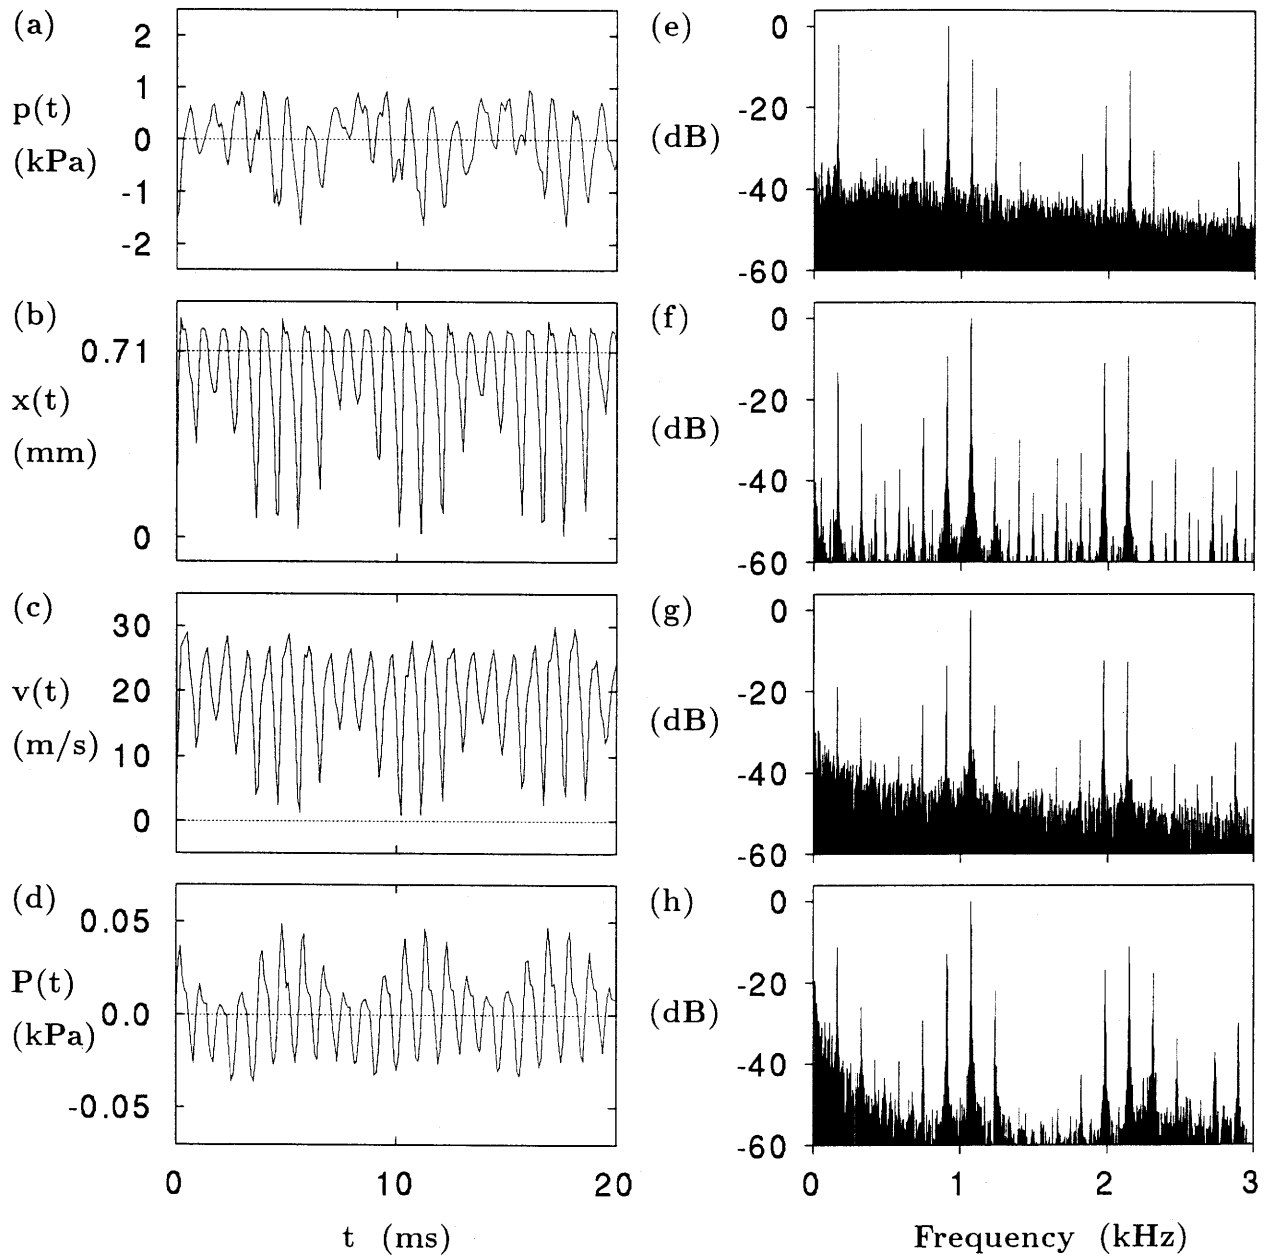 (a)
p(t)
(kPa)
2
1
0
-1
-2
(b)
x(t)
(mm)
0.71
0
(c)
v(t)
(m/s)
30
20
10
0
(d)
P(t)
(kPa)
0.05
0.0
-0.05
0 10 20
t (ms)
(e)
(dB)
0
-20
-40
-60
(f)
(dB)
0
-20
-40
-60
(g)
(dB)
0
-20
-40
-60
(h)
(dB)
0
-20
-40
-60
0 1 2 3
Frequency (kHz)